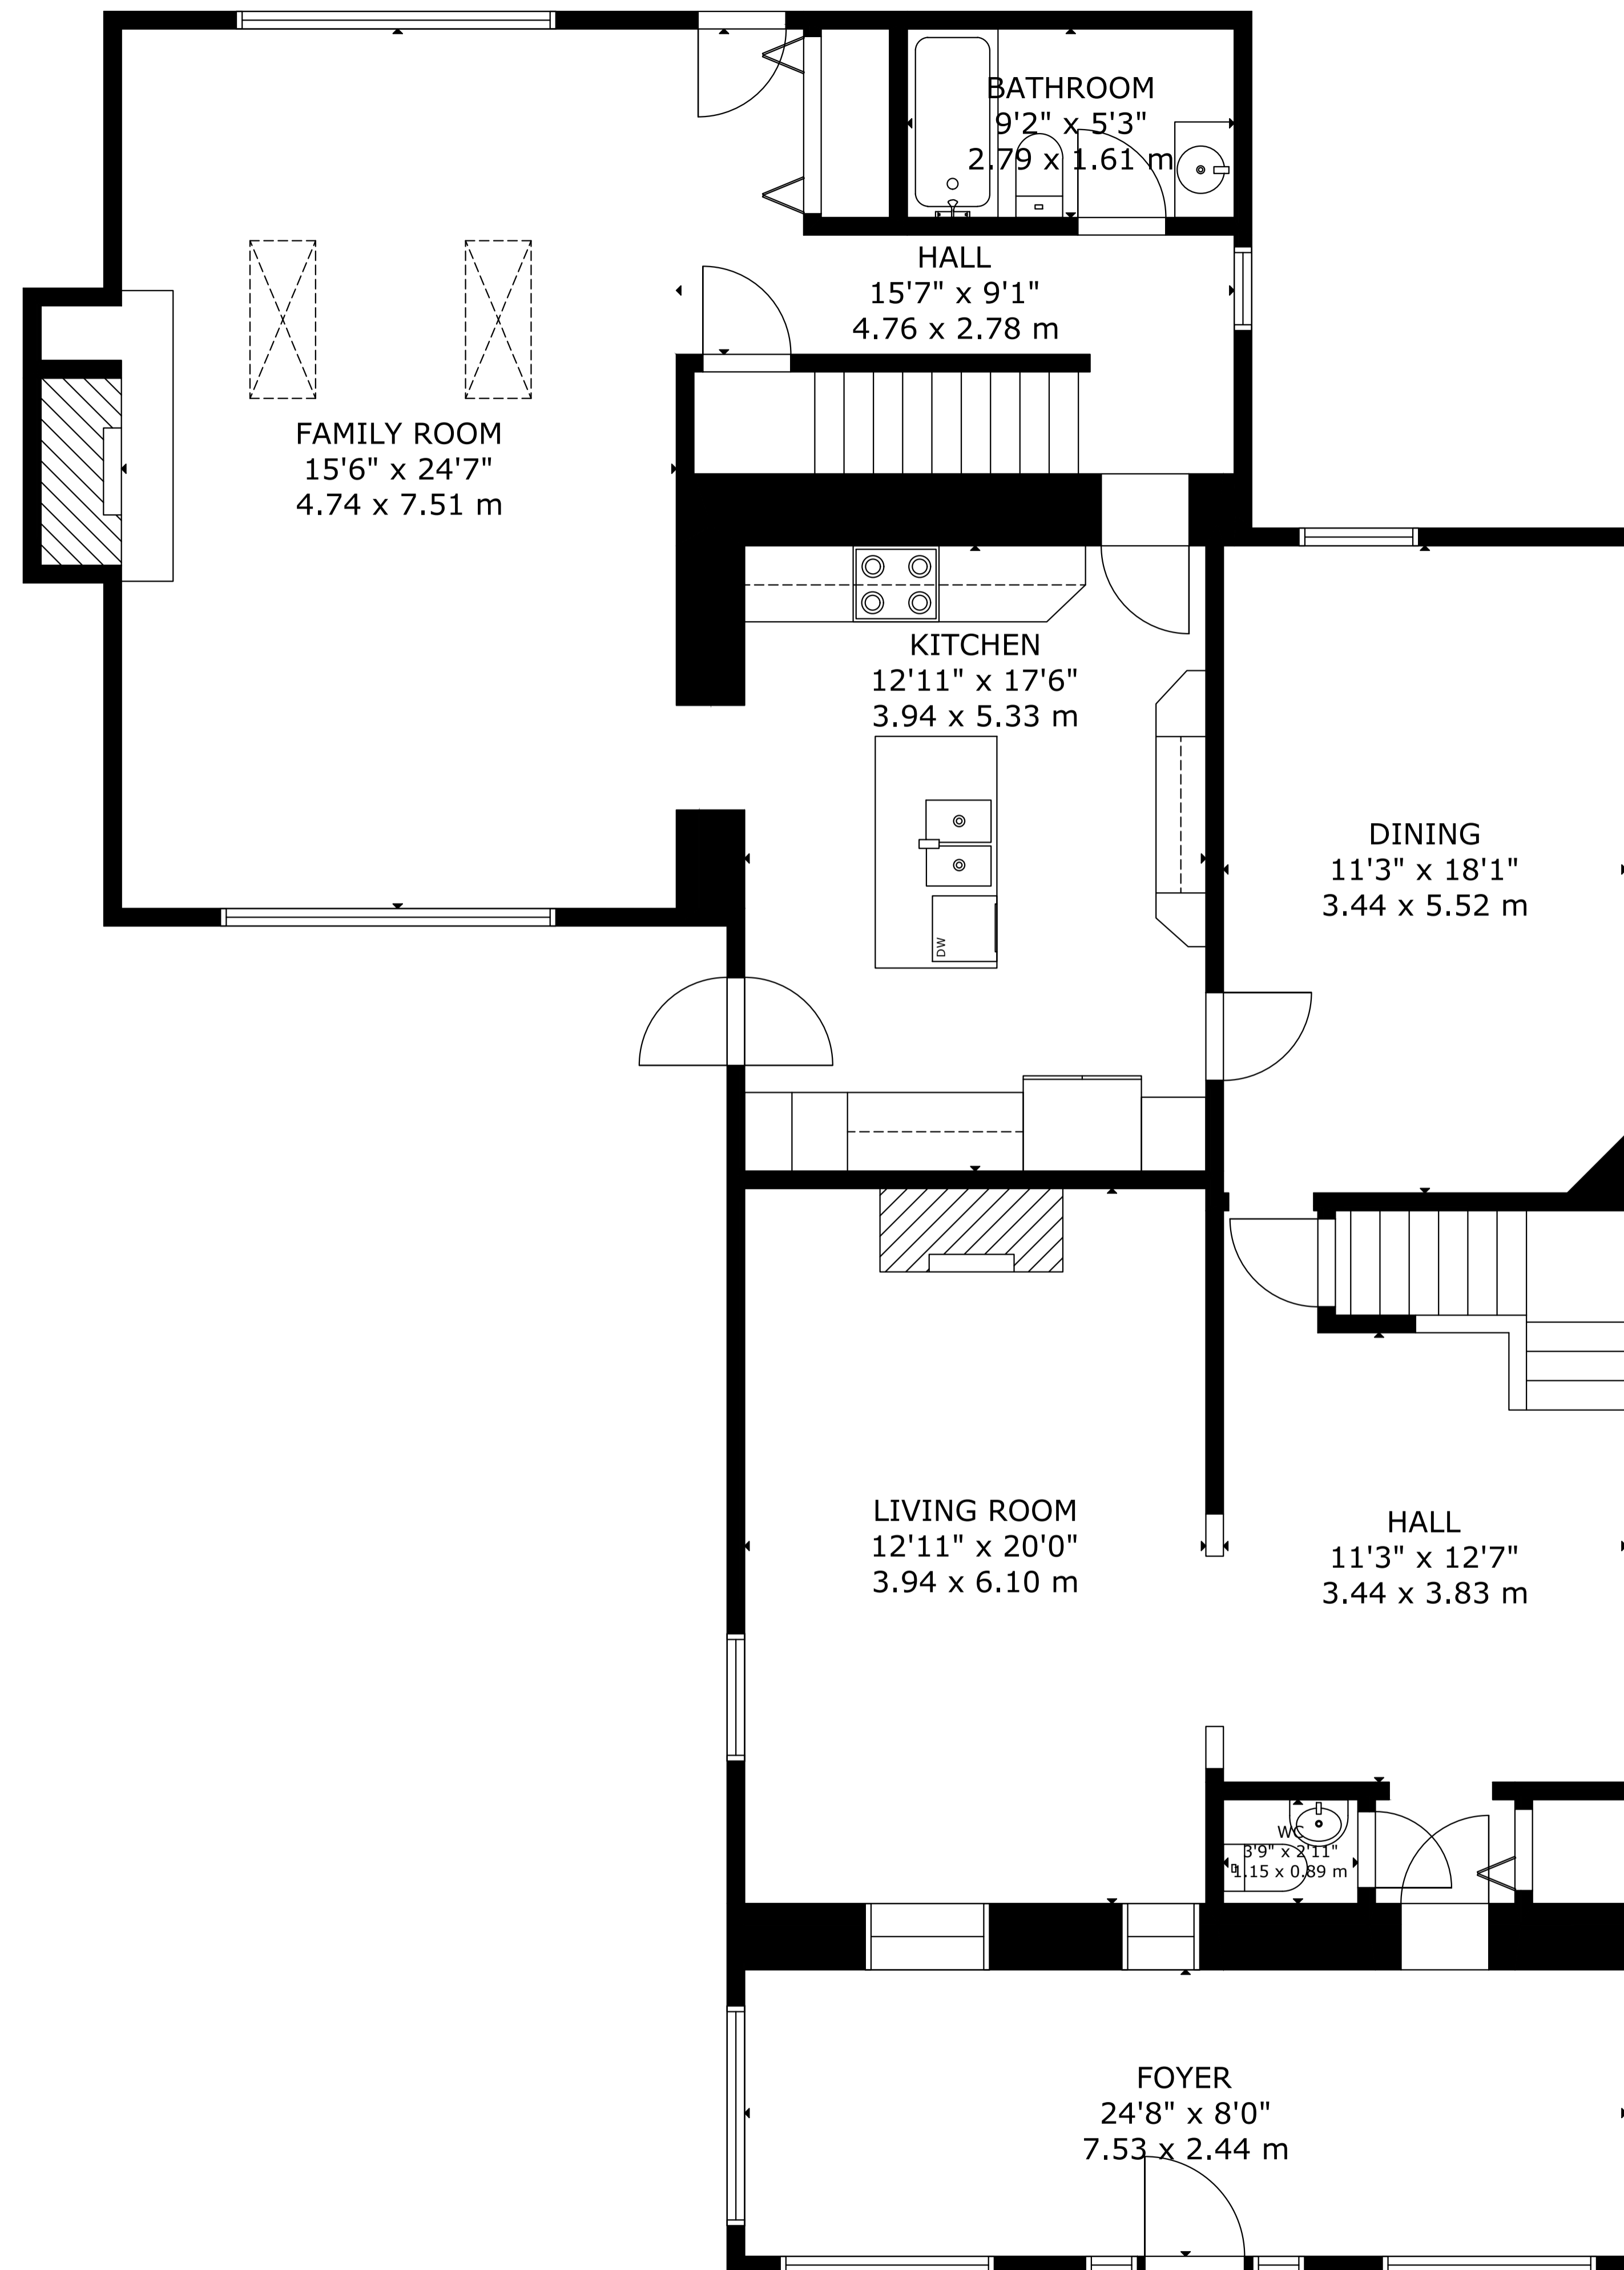 BATHROOM
9'2" x 5'3"
2.79 x 1.61 m
HALL
15'7" x 9'1"
4.76 x 2.78 m
FAMILY ROOM
15'6" x 24'7"
4.74 x 7.51 m
KITCHEN
12'11" x 17'6"
3.94 x 5.33 m
DINING
11'3" x 18'1"
3.44 x 5.52 m
DW
LIVING ROOM
12'11" x 20'0"
3.94 x 6.10 m
HALL
11'3" x 12'7"
3.44 x 3.83 m
WC
3'9" x 2'11"
1.15 x 0.89 m
FOYER
24'8" x 8'0"
7.53 x 2.44 m